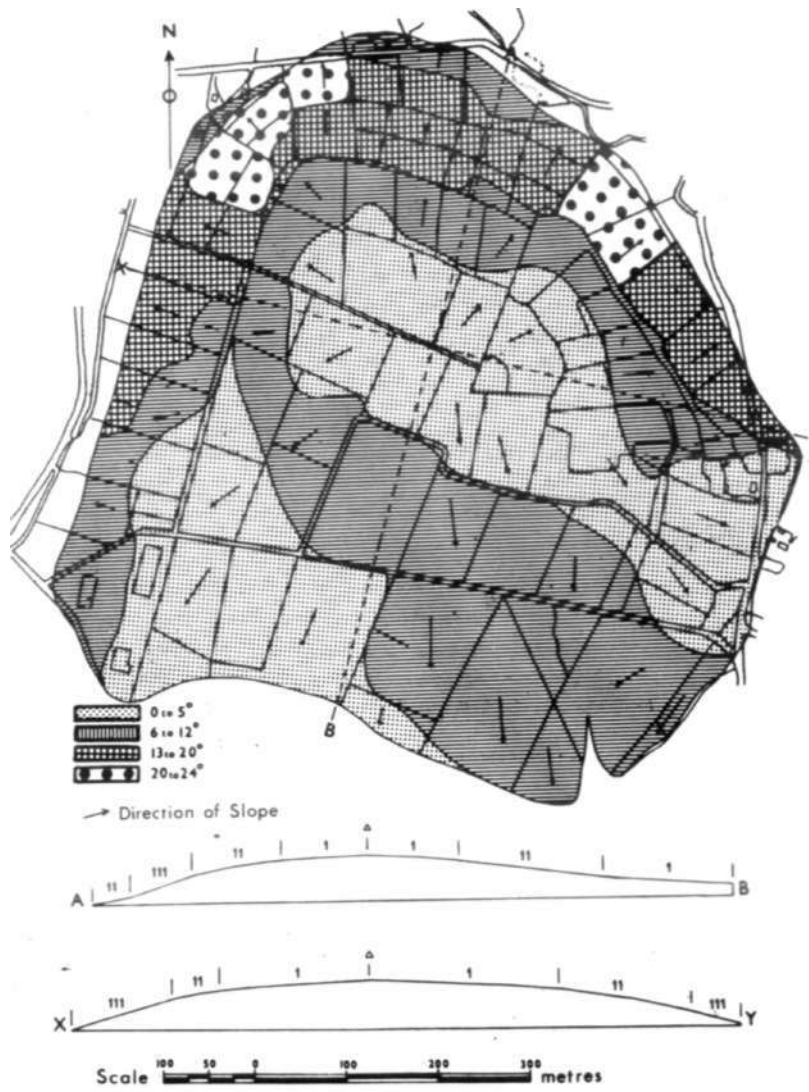 N
X
B
0 to 5°
6 to 12°
13 to 20°
20 to 24°
Direction of Slope
A 11 111 11 1 1 11 1 B
X 111 11 1 1 11 111 Y
100 50 0 100 200 300
Scale metres